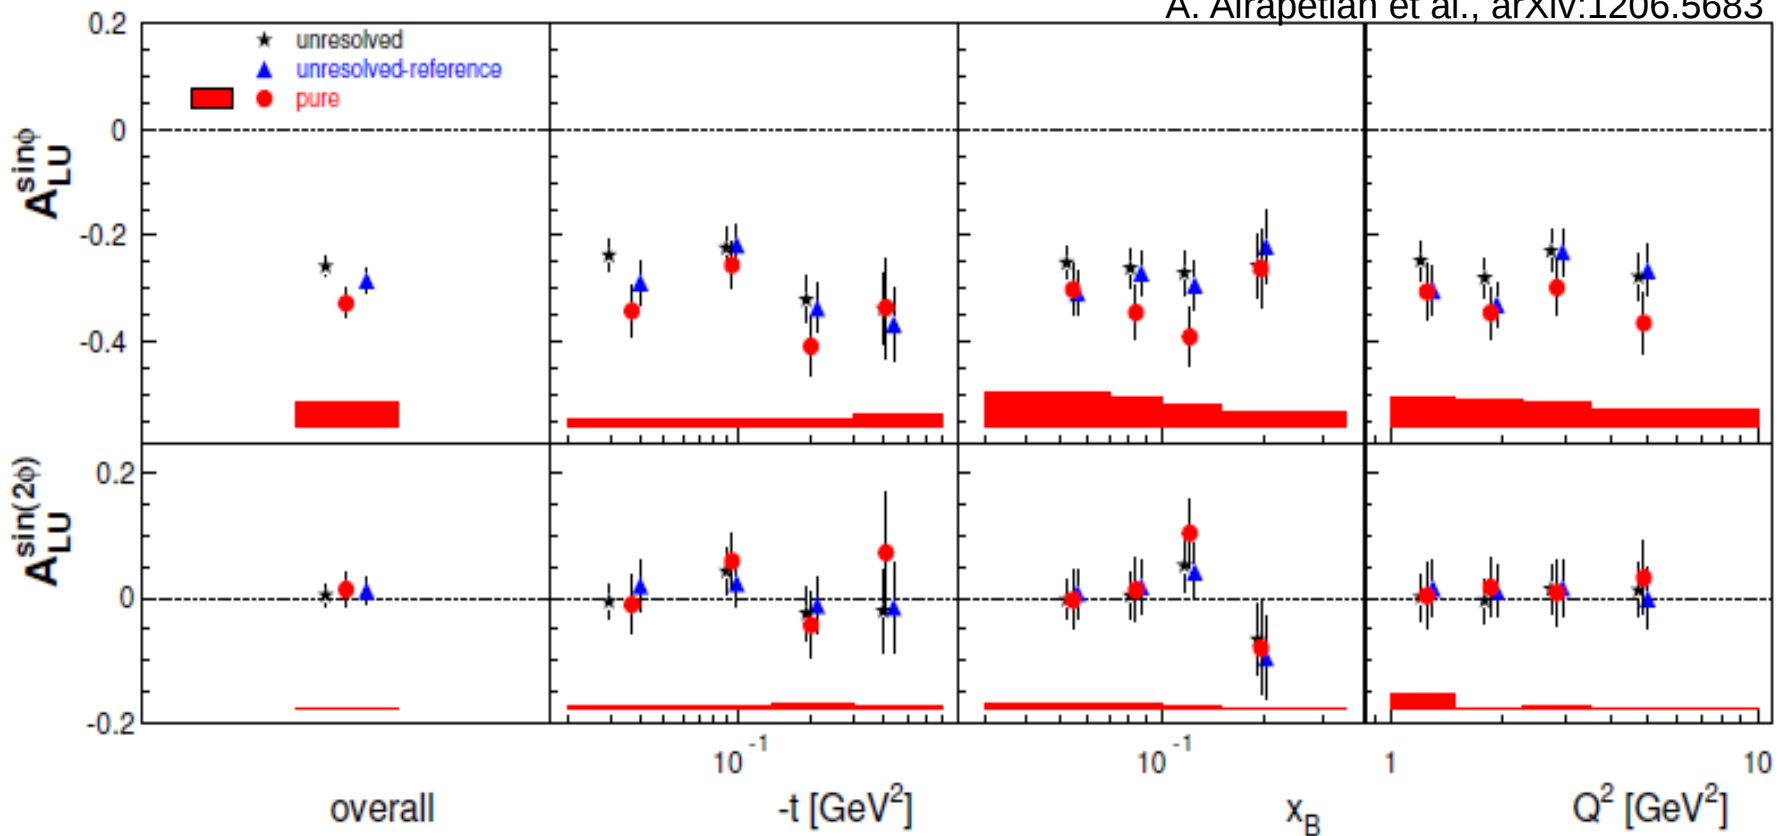 A. Airapetian et al., arXiv:1206.5683
0.2
unresolved
unresolved-reference
pure
0
-0.2
-0.4
A_LU^sinϕ
0.2
0
-0.2
A_LU^sin(2ϕ)
10^-1
10^-1
1
10
overall
-t [GeV²]
x_B
Q² [GeV²]